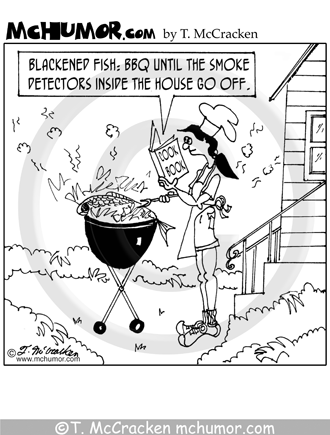 McHUMOR.com by T. McCracken
BLACKENED FISH: BBQ UNTIL THE SMOKE
DETECTORS INSIDE THE HOUSE GO OFF.
COOK
BOOK
© T. McCracken
www.mchumor.com
©T. McCracken mchumor.com